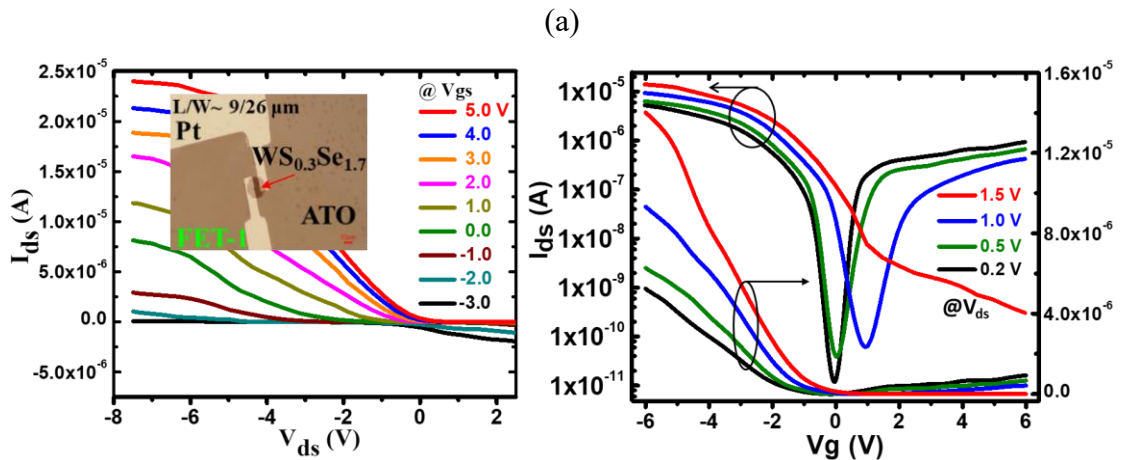 (a)
2.5x10⁻⁵
2.0x10⁻⁵
1.5x10⁻⁵
1.0x10⁻⁵
5.0x10⁻⁶
0.0
-5.0x10⁻⁶
I_ds (A)
-8 -6 -4 -2 0 2
V_ds (V)
L/W~ 9/26 µm
Pt
WS₀.₃Se₁.₇
ATO
FET-1
@ Vgs
5.0 V
4.0
3.0
2.0
1.0
0.0
-1.0
-2.0
-3.0
1x10⁻⁵
1x10⁻⁶
1x10⁻⁷
1x10⁻⁸
1x10⁻⁹
1x10⁻¹⁰
1x10⁻¹¹
I_ds (A)
-6 -4 -2 0 2 4 6
Vg (V)
1.5 V
1.0 V
0.5 V
0.2 V
@V_ds
1.6x10⁻⁵
1.2x10⁻⁵
8.0x10⁻⁶
4.0x10⁻⁶
0.0